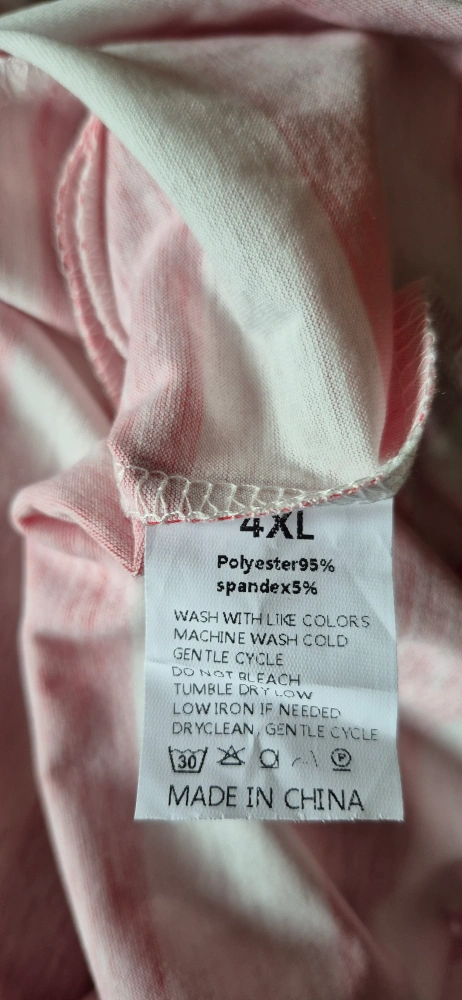 4XL
Polyester95%
spandex5%
WASH WITH LIKE COLORS
MACHINE WASH COLD
GENTLE CYCLE
DO NOT BLEACH
TUMBLE DRY LOW
LOW IRON IF NEEDED
DRYCLEAN, GENTLE CYCLE
30 P
MADE IN CHINA